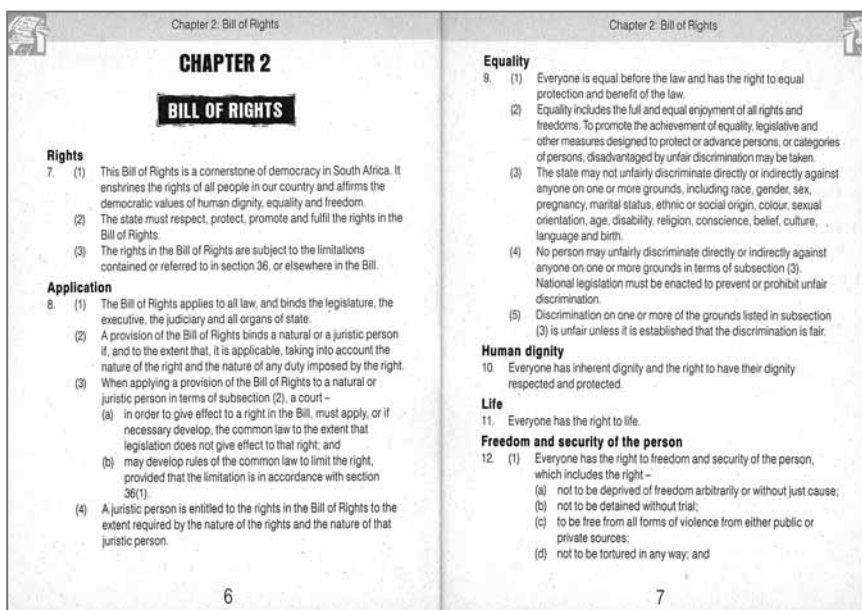 Chapter 2: Bill of Rights
CHAPTER 2
BILL OF RIGHTS
Rights
7. (1) This Bill of Rights is a cornerstone of democracy in South Africa. It
enshrines the rights of all people in our country and affirms the
democratic values of human dignity, equality and freedom.
(2) The state must respect, protect, promote and fulfil the rights in the
Bill of Rights.
(3) The rights in the Bill of Rights are subject to the limitations
contained or referred to in section 36, or elsewhere in the Bill.
Application
8. (1) The Bill of Rights applies to all law, and binds the legislature, the
executive, the judiciary and all organs of state.
(2) A provision of the Bill of Rights binds a natural or a juristic person
if, and to the extent that, it is applicable, taking into account the
nature of the right and the nature of any duty imposed by the right.
(3) When applying a provision of the Bill of Rights to a natural or
juristic person in terms of subsection (2), a court –
(a) in order to give effect to a right in the Bill, must apply, or if
necessary develop, the common law to the extent that
legislation does not give effect to that right; and
(b) may develop rules of the common law to limit the right,
provided that the limitation is in accordance with section
36(1).
(4) A juristic person is entitled to the rights in the Bill of Rights to the
extent required by the nature of the rights and the nature of that
juristic person.
6
Chapter 2: Bill of Rights
Equality
9. (1) Everyone is equal before the law and has the right to equal
protection and benefit of the law.
(2) Equality includes the full and equal enjoyment of all rights and
freedoms. To promote the achievement of equality, legislative and
other measures designed to protect or advance persons, or categories
of persons, disadvantaged by unfair discrimination may be taken.
(3) The state may not unfairly discriminate directly or indirectly against
anyone on one or more grounds, including race, gender, sex,
pregnancy, marital status, ethnic or social origin, colour, sexual
orientation, age, disability, religion, conscience, belief, culture,
language and birth.
(4) No person may unfairly discriminate directly or indirectly against
anyone on one or more grounds in terms of subsection (3).
National legislation must be enacted to prevent or prohibit unfair
discrimination.
(5) Discrimination on one or more of the grounds listed in subsection
(3) is unfair unless it is established that the discrimination is fair.
Human dignity
10. Everyone has inherent dignity and the right to have their dignity
respected and protected.
Life
11. Everyone has the right to life.
Freedom and security of the person
12. (1) Everyone has the right to freedom and security of the person,
which includes the right –
(a) not to be deprived of freedom arbitrarily or without just cause;
(b) not to be detained without trial;
(c) to be free from all forms of violence from either public or
private sources;
(d) not to be tortured in any way; and
7